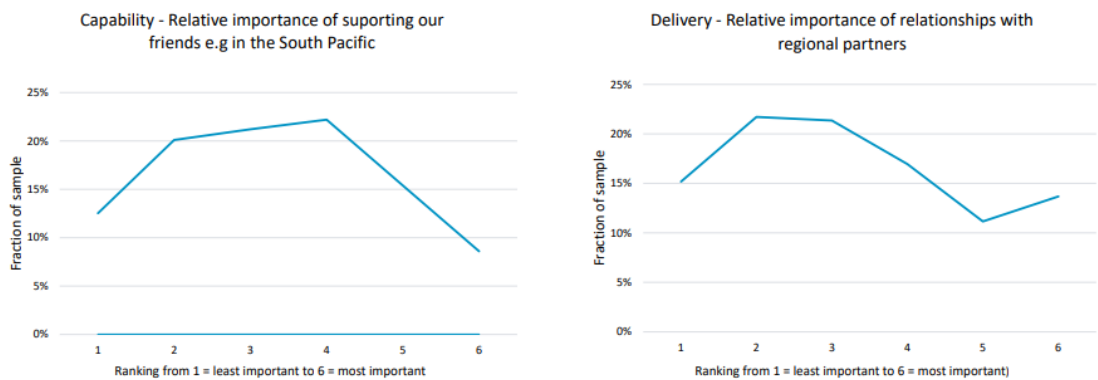 Capability - Relative importance of suporting our
friends e.g in the South Pacific
25%
20%
15%
10%
5%
0%
Fraction of sample
1 2 3 4 5 6
Ranking from 1 = least important to 6 = most important
Delivery - Relative importance of relationships with
regional partners
25%
20%
15%
10%
5%
0%
Fraction of sample
1 2 3 4 5 6
Ranking from 1 = least important to 6 = most important)